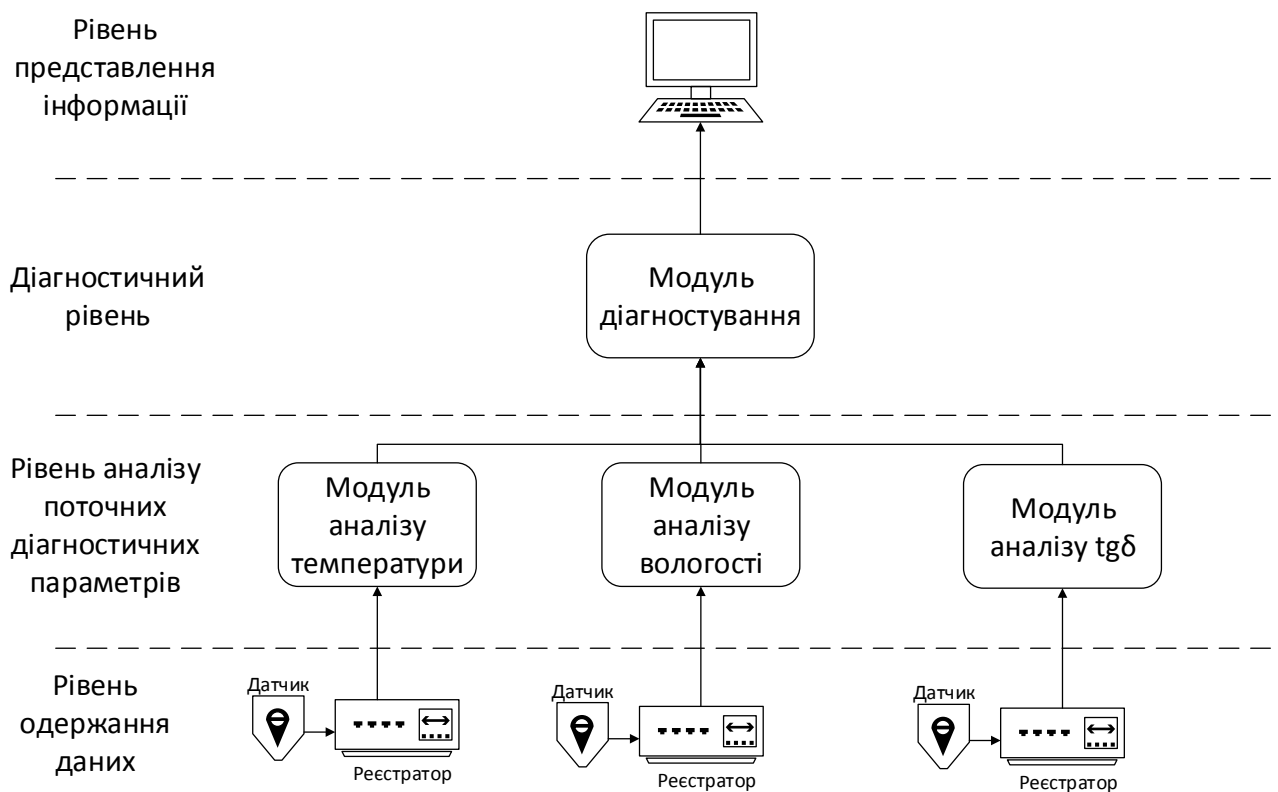 Рівень
представлення
інформації
Діагностичний
рівень
Модуль
діагностування
Рівень аналізу
поточних
діагностичних
параметрів
Модуль
аналізу
температури
Модуль
аналізу
вологості
Модуль
аналізу tgδ
Рівень
одержання
даних
Датчик
Реєстратор
Датчик
Реєстратор
Датчик
Реєстратор